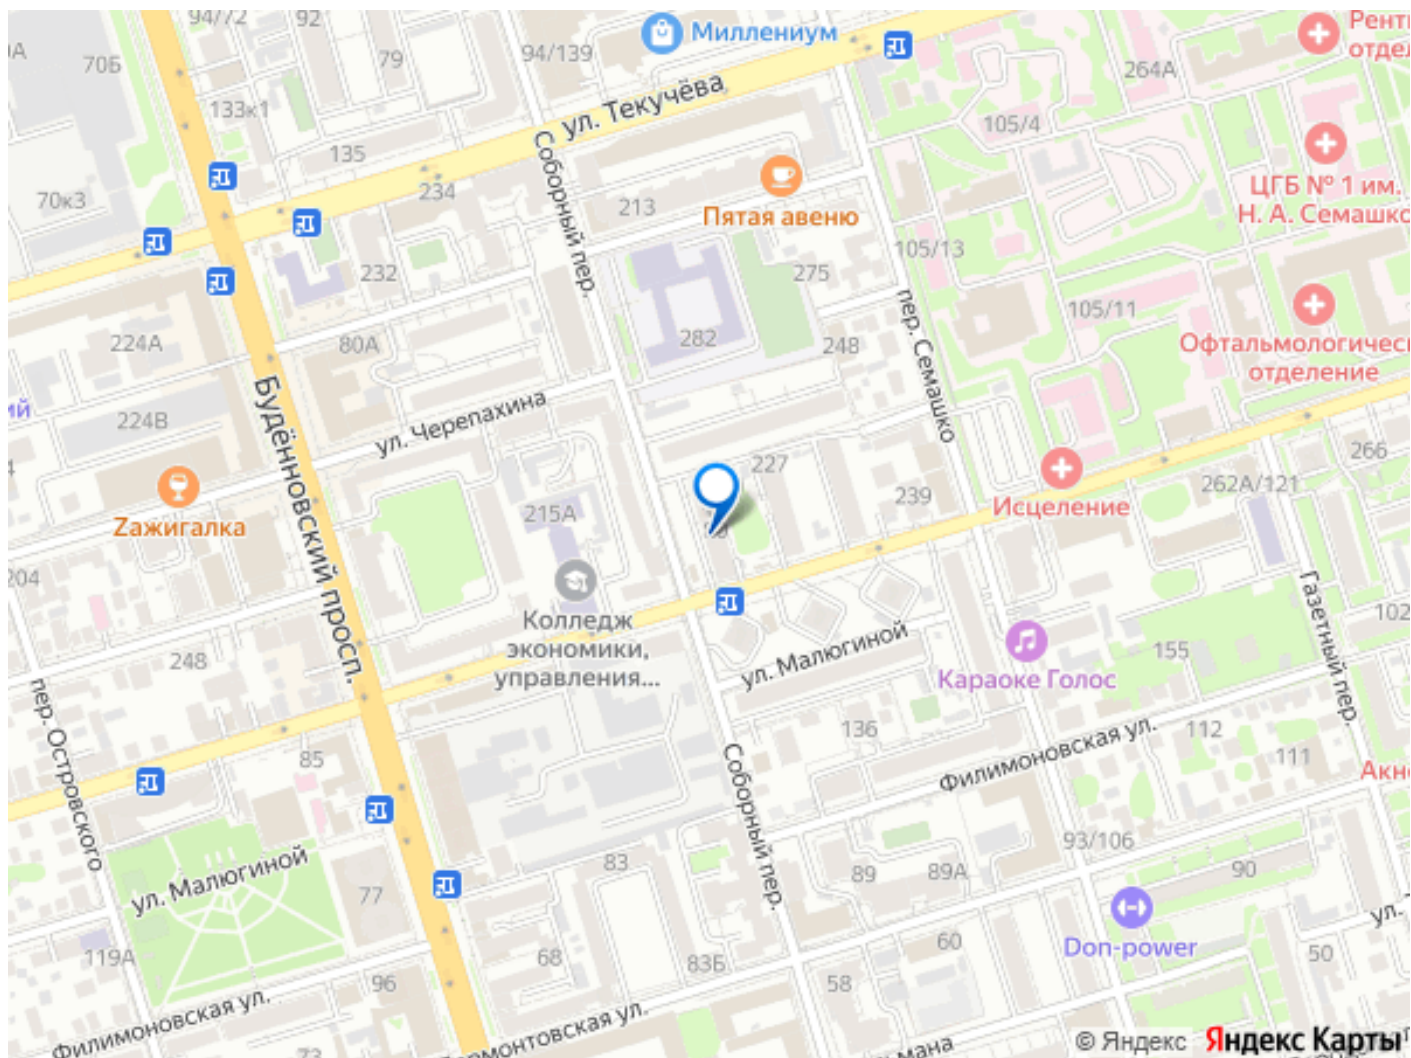 94/72
92
Миллениум
264А
70Б
79
94/139
133к1
ул. Текучёва
105/4
135
ЦГБ № 1 им.
Н. А. Семашко
70к3
234
213
Пятая авеню
Соборный пер.
105/13
232
275
105/11
224А
80А
282
248
пер. Семашко
Офтальмологическ
отделение
224В
ул. Черепахина
Будённовский просп.
227
266
Zажигалка
215А
239
Исцеление
262А/121
204
Колледж
экономики,
управления...
ул. Малюгиной
Газетный пер.
102
248
Караоке Голос
155
пер. Островского
136
112
85
Соборный пер.
Филимоновская ул.
111
ул. Малюгиной
83
93/106
77
89
89А
90
119А
Don-power
68
83Б
60
50
96
58
Филимоновская ул.
73
© Яндекс Яндекс Карты